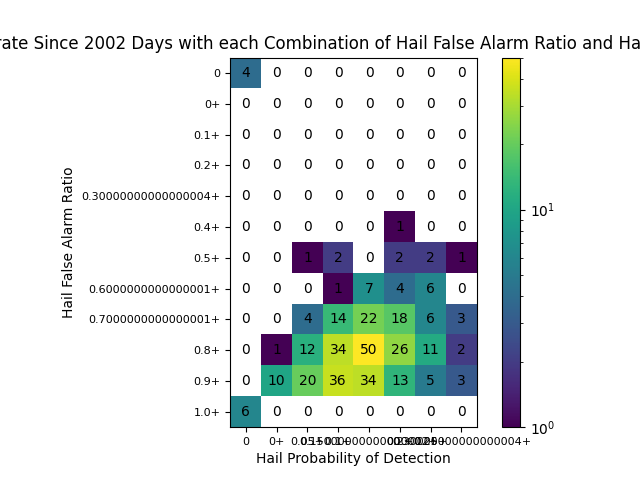 rate Since 2002 Days with each Combination of Hail False Alarm Ratio and Ha
0 4 0 0 0 0 0 0 0
0+ 0 0 0 0 0 0 0 0
0.1+ 0 0 0 0 0 0 0 0
0.2+ 0 0 0 0 0 0 0 0
0.30000000000000004+ 0 0 0 0 0 0 0 0
0.4+ 0 0 0 0 0 1 0 0
0.5+ 0 0 1 2 0 2 2 1
0.6000000000000001+ 0 0 0 1 7 4 6 0
0.7000000000000001+ 0 0 4 14 22 18 6 3
0.8+ 0 1 12 34 50 26 11 2
0.9+ 0 10 20 36 34 13 5 3
1.0+ 6 0 0 0 0 0 0 0
0 0+
Hail Probability of Detection
Hail False Alarm Ratio
10¹
10⁰